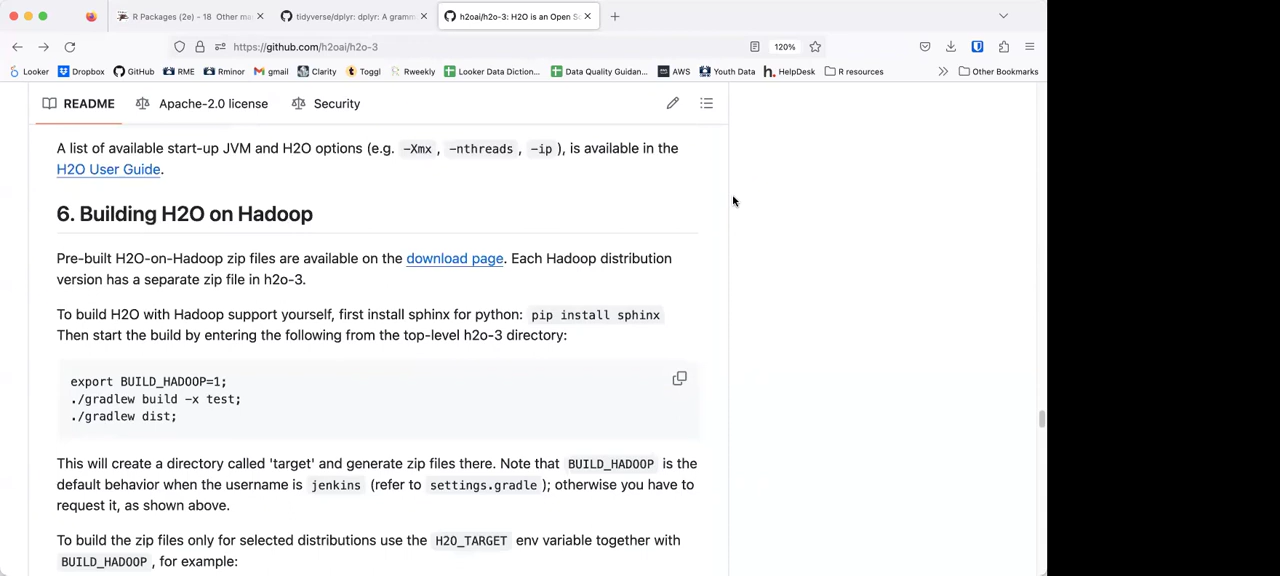 R Packages (2e) - 18 Other ma
tidyverse/dplyr: dplyr: A gramm
h2oai/h2o-3: H2O is an Open S
https://github.com/h2oai/h2o-3
120%
Looker Dropbox GitHub RME Rminor gmail Clarity Toggl Rweekly Looker Data Diction... Data Quality Guidan... AWS Youth Data HelpDesk R resources Other Bookmarks
README Apache-2.0 license Security
A list of available start-up JVM and H2O options (e.g. -Xmx, -nthreads, -ip), is available in the
H2O User Guide.
6. Building H2O on Hadoop
Pre-built H2O-on-Hadoop zip files are available on the download page. Each Hadoop distribution
version has a separate zip file in h2o-3.
To build H2O with Hadoop support yourself, first install sphinx for python: pip install sphinx
Then start the build by entering the following from the top-level h2o-3 directory:
export BUILD_HADOOP=1;
./gradlew build -x test;
./gradlew dist;
This will create a directory called 'target' and generate zip files there. Note that BUILD_HADOOP is the
default behavior when the username is jenkins (refer to settings.gradle); otherwise you have to
request it, as shown above.
To build the zip files only for selected distributions use the H2O_TARGET env variable together with
BUILD_HADOOP, for example: